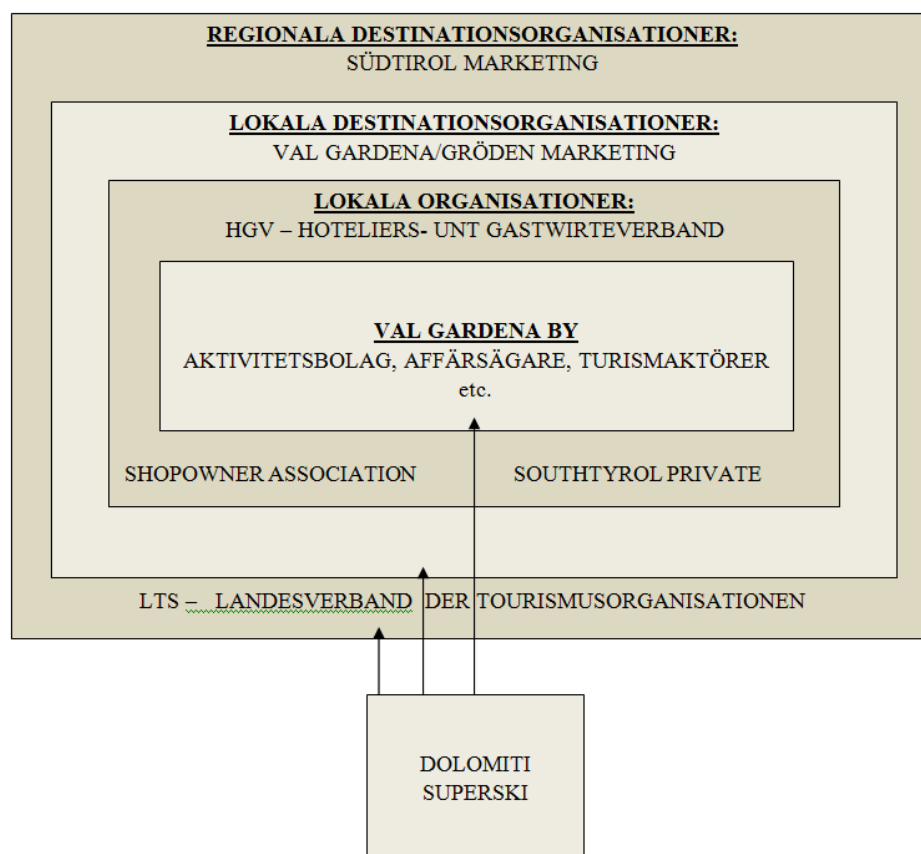 REGIONALA DESTINATIONSORGANISATIONER:
SÜDTIROL MARKETING
LOKALA DESTINATIONSORGANISATIONER:
VAL GARDENA/GRÖDEN MARKETING
LOKALA ORGANISATIONER:
HGV – HOTELIERS- UNT GASTWIRTEVERBAND
VAL GARDENA BY
AKTIVITETSBOLAG, AFFÄRSÄGARE, TURISMAKTÖRER
etc.
SHOPOWNER ASSOCIATION SOUTHTYROL PRIVATE
LTS – LANDESVERBAND DER TOURISMUSORGANISATIONEN
DOLOMITI
SUPERSKI